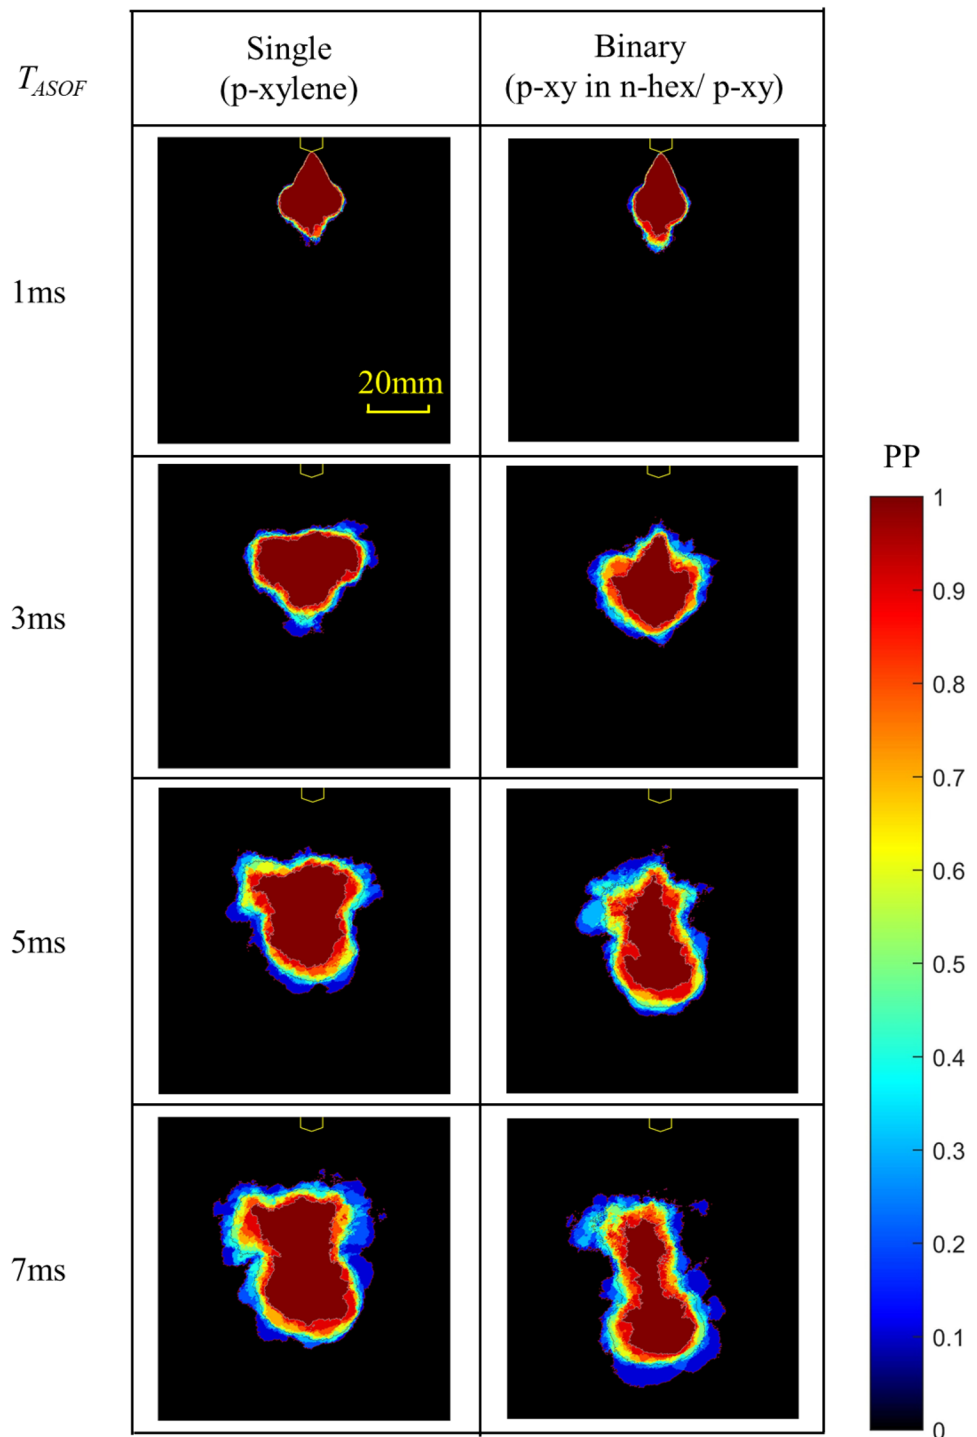 T_ASOF
Single
(p-xylene)
Binary
(p-xy in n-hex/ p-xy)
1ms
20mm
3ms
5ms
7ms
PP
1
0.9
0.8
0.7
0.6
0.5
0.4
0.3
0.2
0.1
0